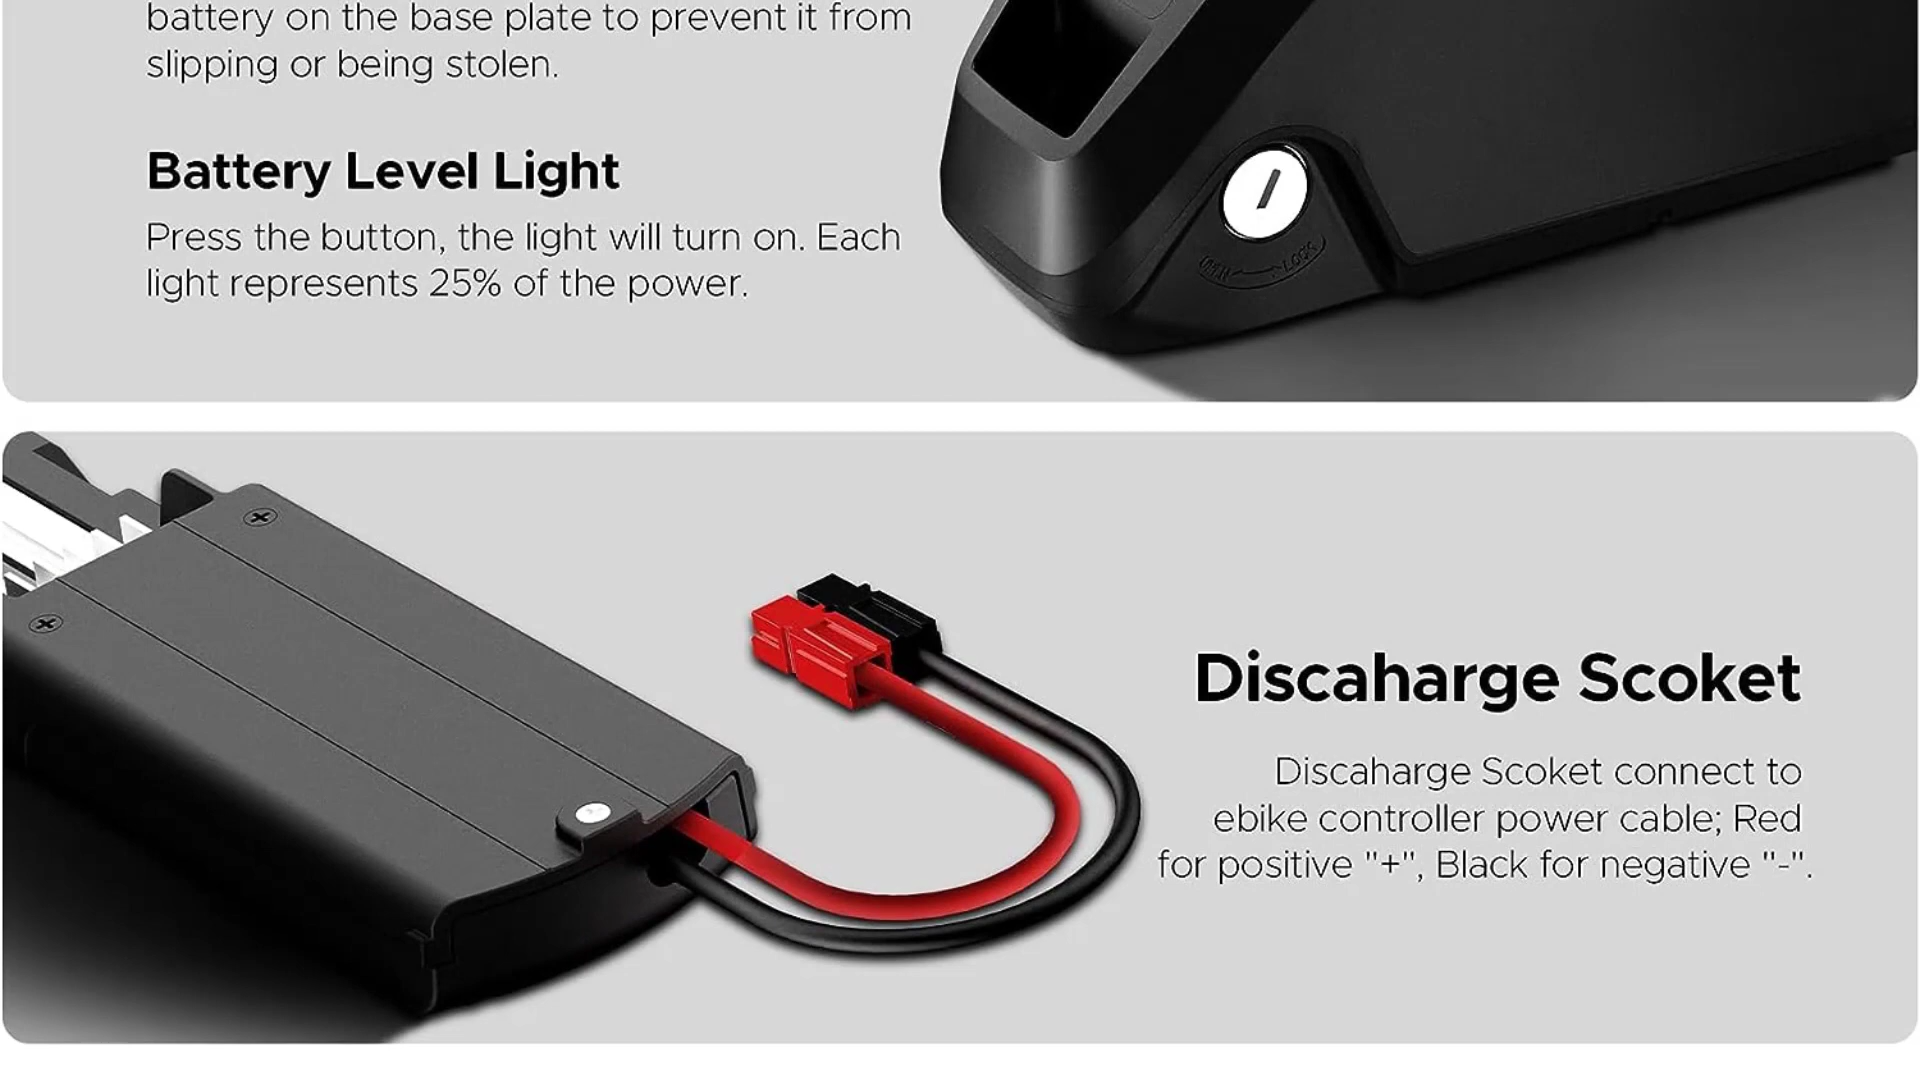 battery on the base plate to prevent it from
slipping or being stolen.
Battery Level Light
Press the button, the light will turn on. Each
light represents 25% of the power.
OPEN LOCK
Discaharge Scoket
Discaharge Scoket connect to
ebike controller power cable; Red
for positive "+", Black for negative "-".